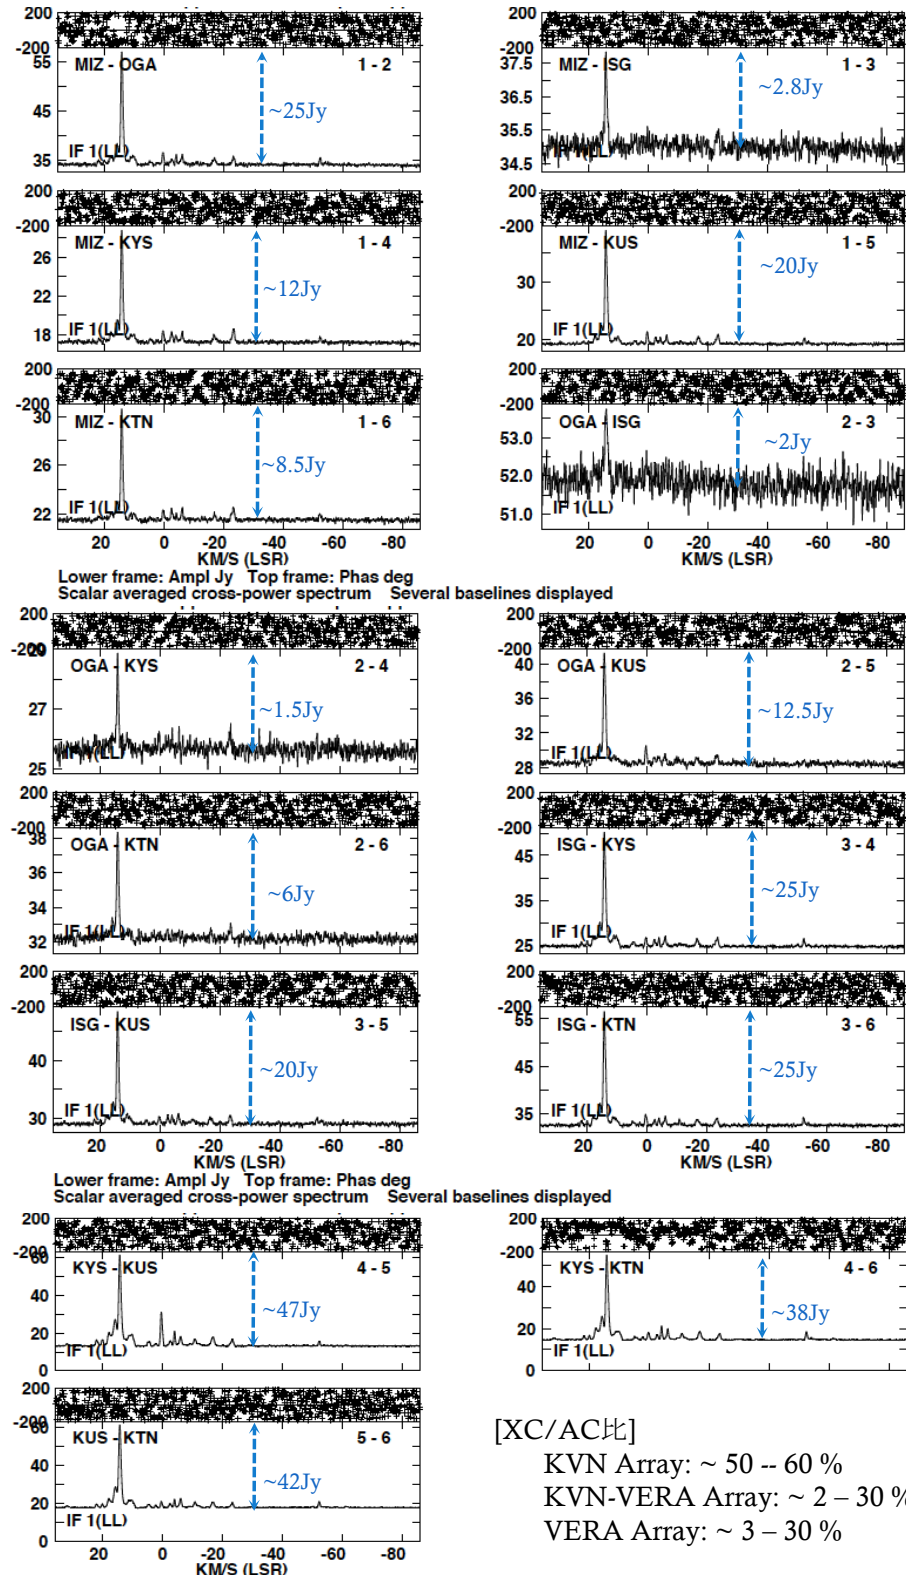 200
-200
MIZ - OGA 1 - 2
55
45
35
~25Jy
IF 1(LL)
200
-200
MIZ - ISG 1 - 3
37.5
36.5
35.5
34.5
~2.8Jy
200
-200
MIZ - KYS 1 - 4
26
22
18
~12Jy
IF 1(LL)
200
-200
MIZ - KUS 1 - 5
30
20
~20Jy
IF 1(LL)
200
-200
MIZ - KTN 1 - 6
30
26
22
~8.5Jy
IF 1(LL)
20 0 -20 -40 -60 -80
KM/S (LSR)
200
-200
OGA - ISG 2 - 3
53.0
52.0
51.0
~2Jy
IF 1(LL)
20 0 -20 -40 -60 -80
KM/S (LSR)
Lower frame: Ampl Jy Top frame: Phas deg
Scalar averaged cross-power spectrum Several baselines displayed
200
-200
OGA - KYS 2 - 4
27
25
~1.5Jy
IF 1(LL)
200
-200
OGA - KUS 2 - 5
40
36
32
28
~12.5Jy
IF 1(LL)
200
-200
OGA - KTN 2 - 6
38
36
34
32
~6Jy
IF 1(LL)
200
-200
ISG - KYS 3 - 4
45
35
25
~25Jy
IF 1(LL)
200
-200
ISG - KUS 3 - 5
40
30
~20Jy
IF 1(LL)
20 0 -20 -40 -60 -80
KM/S (LSR)
200
-200
ISG - KTN 3 - 6
55
35
~25Jy
IF 1(LL)
20 0 -20 -40 -60 -80
KM/S (LSR)
Lower frame: Ampl Jy Top frame: Phas deg
Scalar averaged cross-power spectrum Several baselines displayed
200
-200
KYS - KUS 4 - 5
60
40
20
0
~47Jy
IF 1(LL)
200
-200
KYS - KTN 4 - 6
40
20
0
~38Jy
IF 1(LL)
200
-200
KUS - KTN 5 - 6
60
40
20
0
~42Jy
IF 1(LL)
20 0 -20 -40 -60 -80
KM/S (LSR)
[XC/AC比]
KVN Array: ~ 50 -- 60 %
KVN-VERA Array: ~ 2 – 30 %
VERA Array: ~ 3 – 30 %